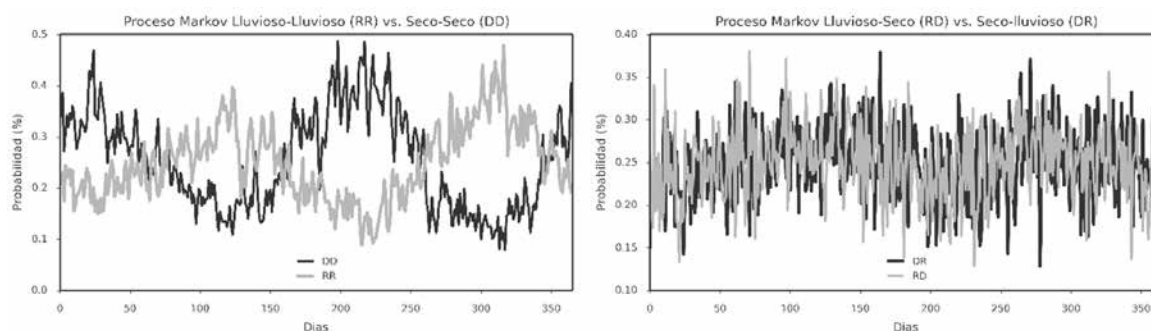 Proceso Markov Lluvioso-Lluvioso (RR) vs. Seco-Seco (DD)
0.5
0.4
0.3
0.2
0.1
0.0
Probabilidad (%)
DD
RR
0 50 100 150 200 250 300 350
Dias
Proceso Markov Lluvioso-Seco (RD) vs. Seco-lluvioso (DR)
0.40
0.35
0.30
0.25
0.20
0.15
0.10
Probabilidad (%)
DR
RD
0 50 100 150 200 250 300 350
Dias